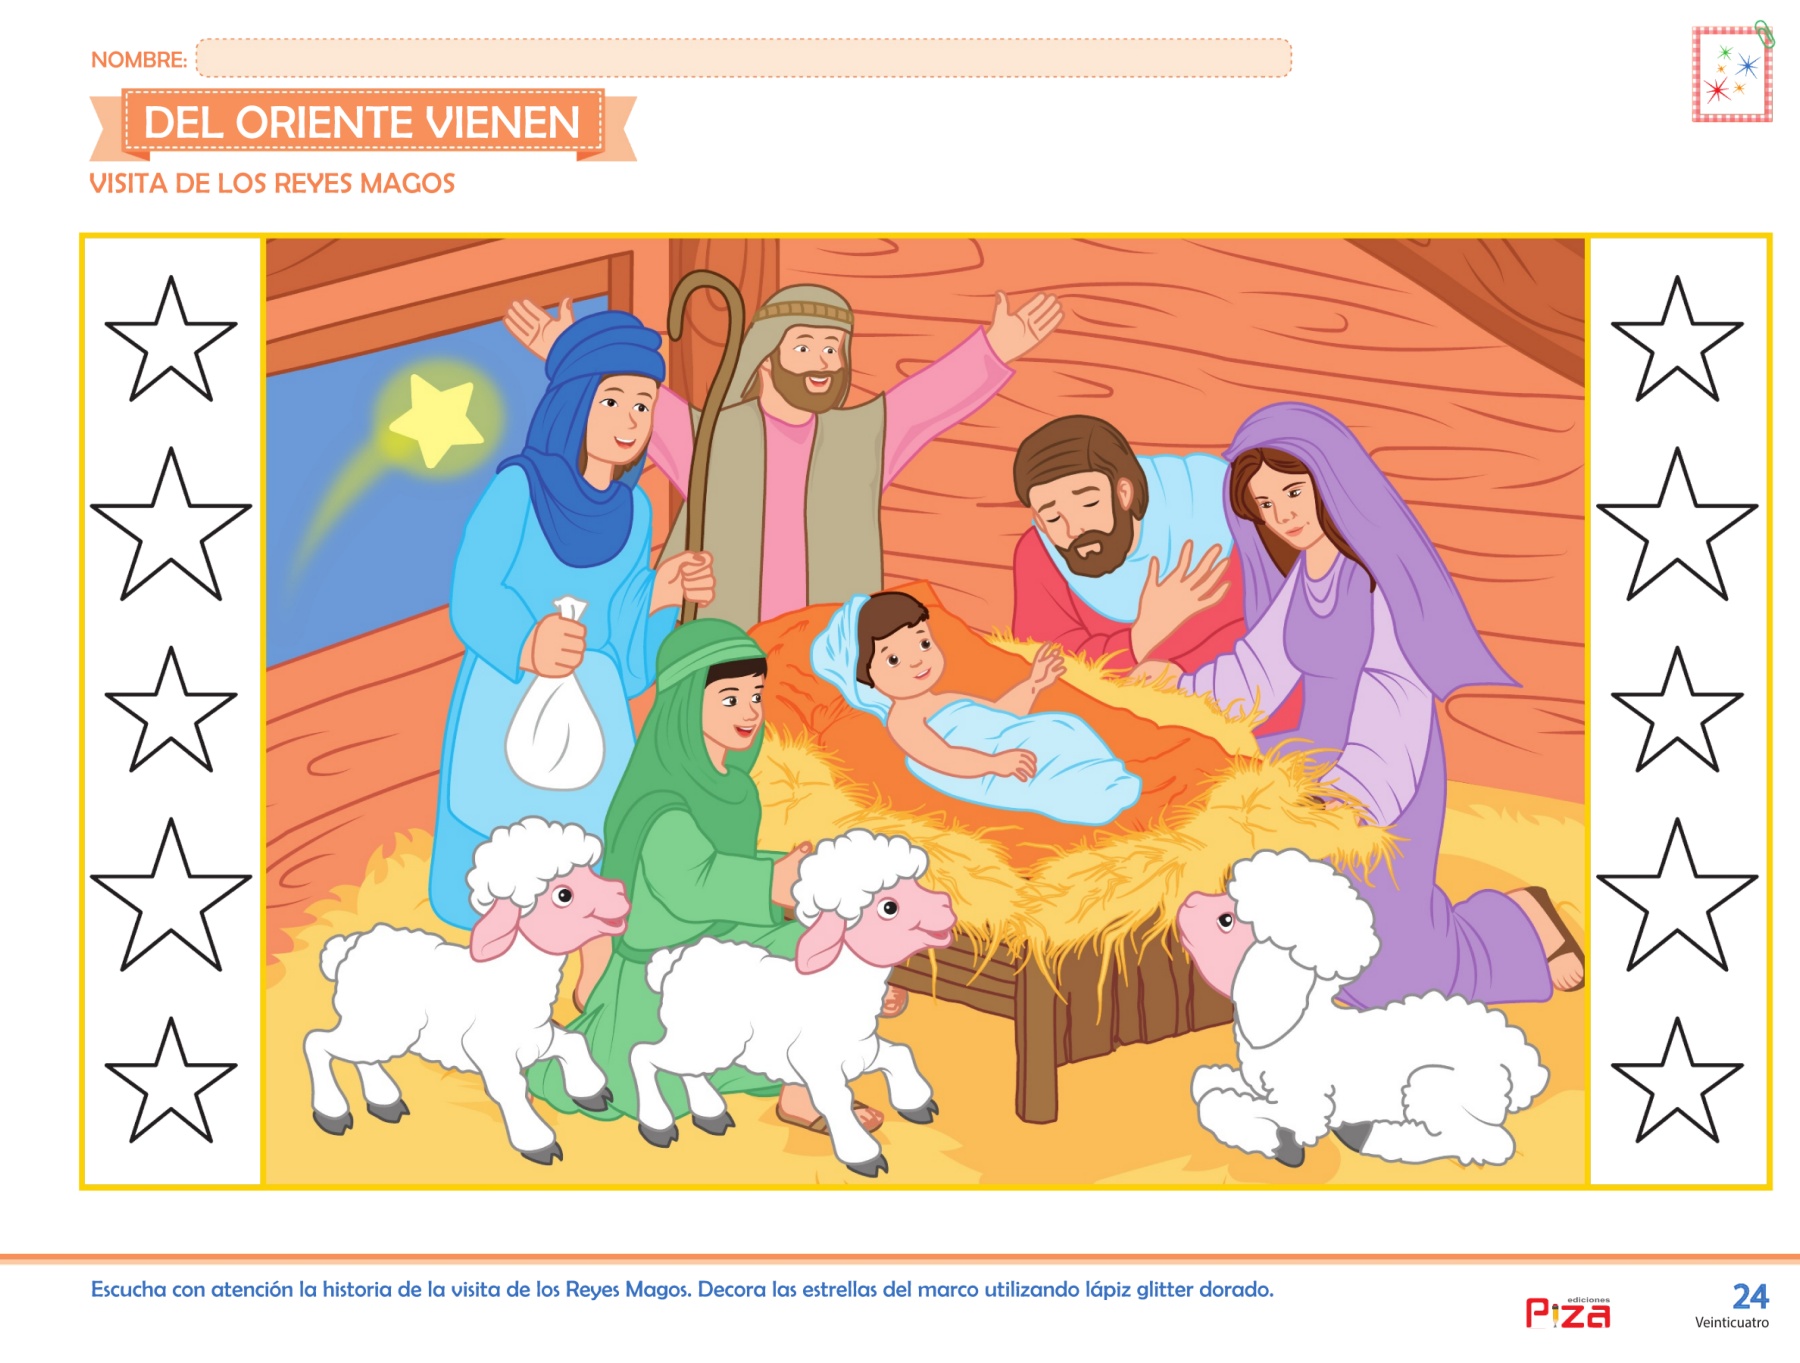 NOMBRE:
DEL ORIENTE VIENEN
VISITA DE LOS REYES MAGOS
Escucha con atención la historia de la visita de los Reyes Magos. Decora las estrellas del marco utilizando lápiz glitter dorado.
ediciones
Piza
24
Veinticuatro